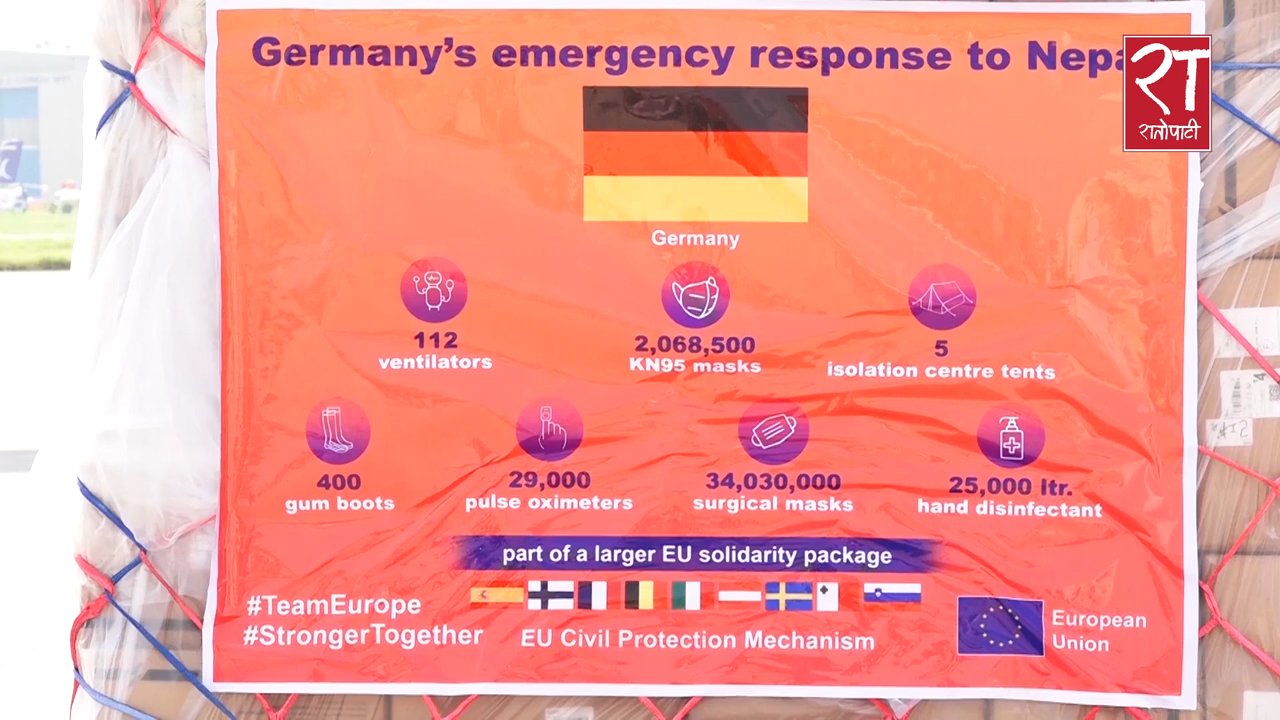 Germany's emergency response to Nepa
रा
रातोपाटी
Germany
112
ventilators
2,068,500
KN95 masks
5
isolation centre tents
400
gum boots
29,000
pulse oximeters
34,030,000
surgical masks
25,000 ltr.
hand disinfectant
part of a larger EU solidarity package
#TeamEurope
#StrongerTogether
EU Civil Protection Mechanism
European
Union